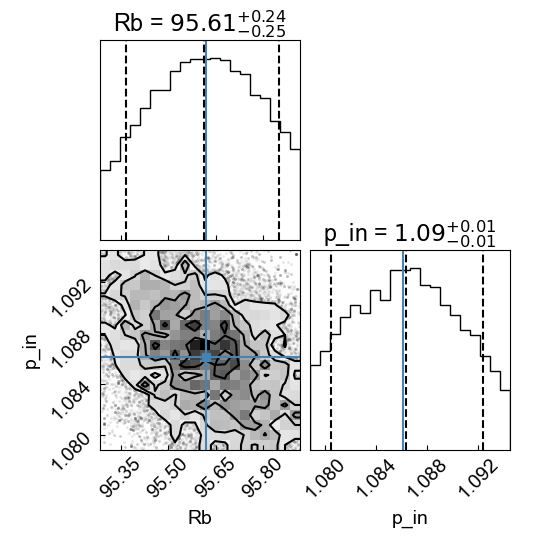 Rb = 95.61+0.24−0.25
p_in = 1.09+0.01−0.01
1.092
1.088
1.084
1.080
p_in
95.35 95.50 95.65 95.80
Rb
1.080 1.084 1.088 1.092
p_in